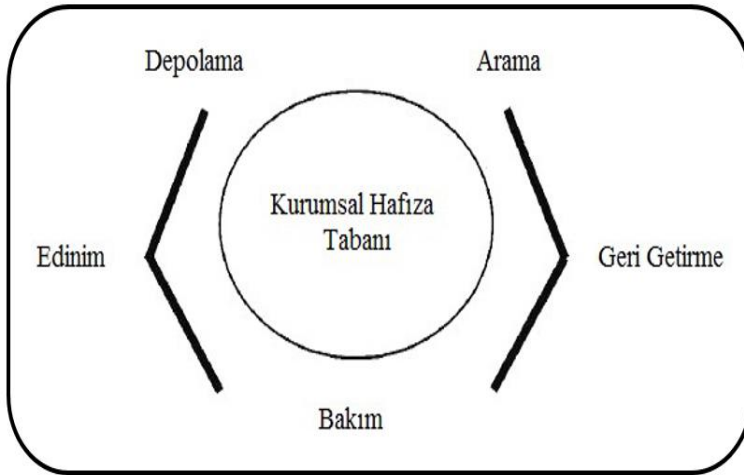 Depolama
Arama
Kurumsal Hafıza
Tabanı
Edinim
Geri Getirme
Bakım